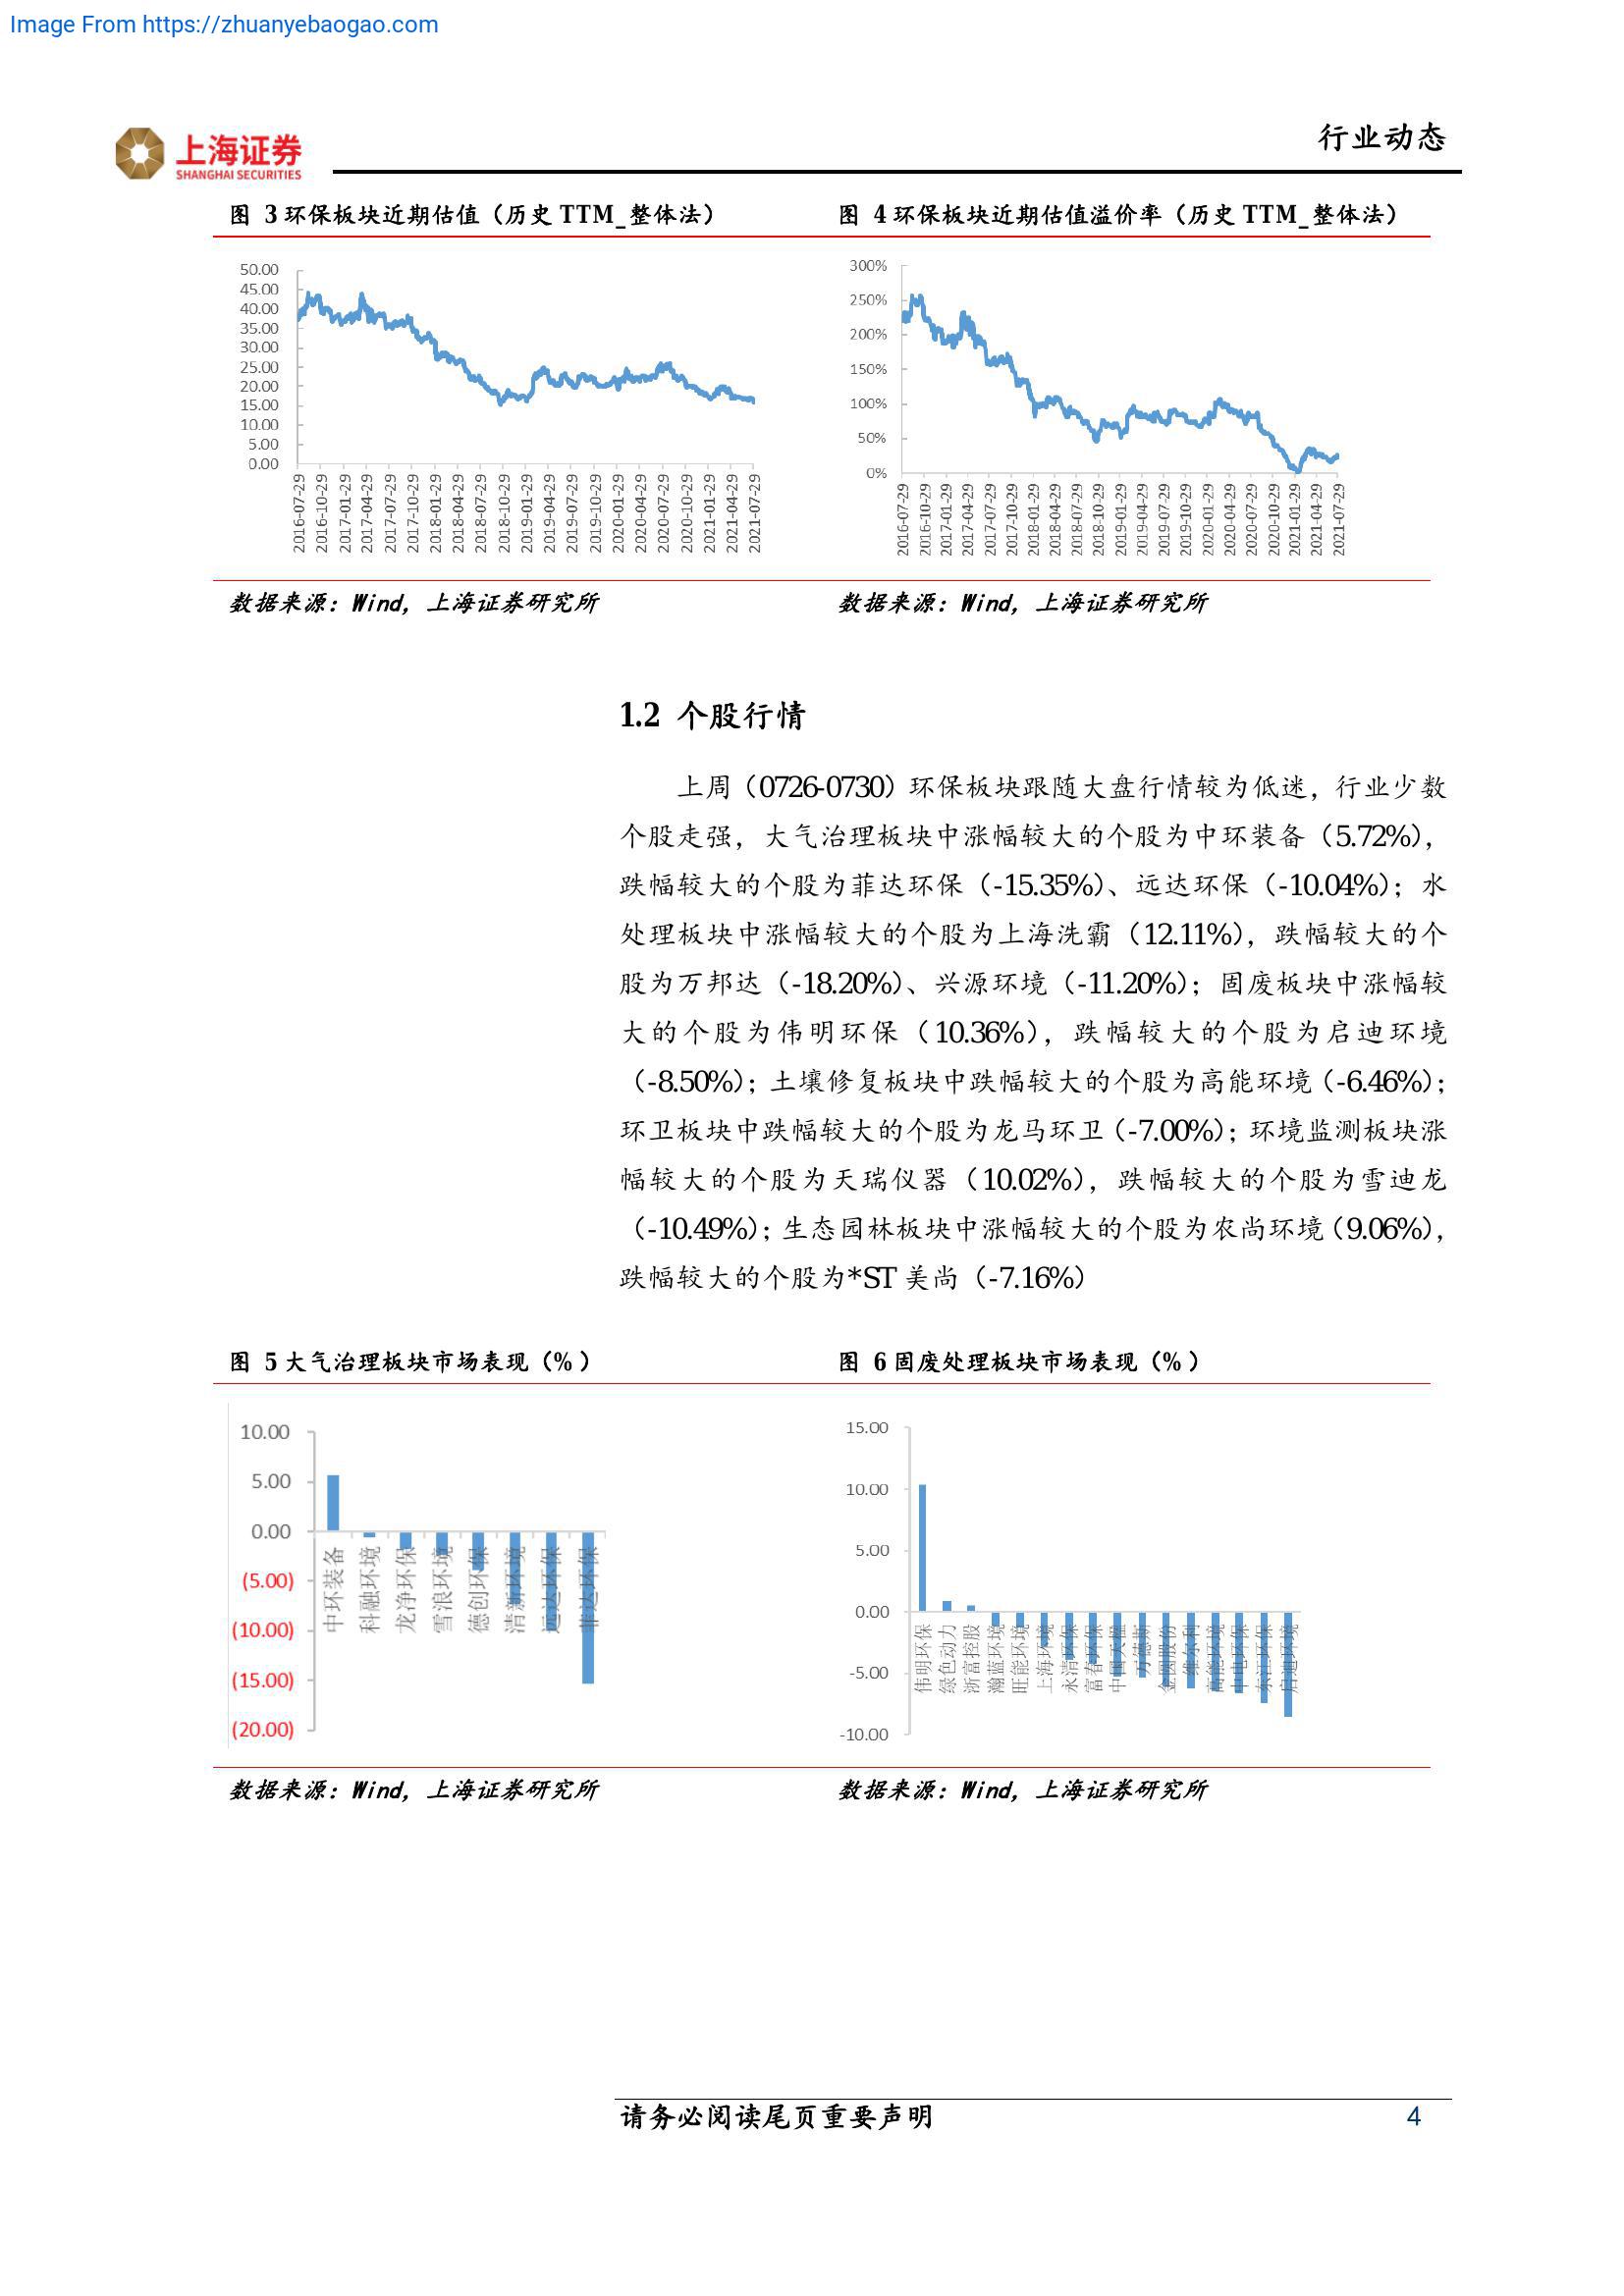 Image From https://zhuanyebaogao.com
上海证券
SHANGHAI SECURITIES
行业动态
图 3 环保板块近期估值（历史 TTM_整体法）
50.00
45.00
40.00
35.00
30.00
25.00
20.00
15.00
10.00
5.00
0.00
2016-07-29
2016-10-29
2017-01-29
2017-04-29
2017-07-29
2017-10-29
2018-01-29
2018-04-29
2018-07-29
2018-10-29
2019-01-29
2019-04-29
2019-07-29
2019-10-29
2020-01-29
2020-04-29
2020-07-29
2020-10-29
2021-01-29
2021-04-29
2021-07-29
数据来源：Wind，上海证券研究所
图 4 环保板块近期估值溢价率（历史 TTM_整体法）
300%
250%
200%
150%
100%
50%
0%
2016-07-29
2016-10-29
2017-01-29
2017-04-29
2017-07-29
2017-10-29
2018-01-29
2018-04-29
2018-07-29
2018-10-29
2019-01-29
2019-04-29
2019-07-29
2019-10-29
2020-01-29
2020-04-29
2020-07-29
2020-10-29
2021-01-29
2021-04-29
2021-07-29
数据来源：Wind，上海证券研究所
1.2 个股行情
上周（0726-0730）环保板块跟随大盘行情较为低迷，行业少数
个股走强，大气治理板块中涨幅较大的个股为中环装备（5.72%），
跌幅较大的个股为菲达环保（-15.35%）、远达环保（-10.04%）；水
处理板块中涨幅较大的个股为上海洗霸（12.11%），跌幅较大的个
股为万邦达（-18.20%）、兴源环境（-11.20%）；固废板块中涨幅较
大的个股为伟明环保（10.36%），跌幅较大的个股为启迪环境
（-8.50%）；土壤修复板块中跌幅较大的个股为高能环境（-6.46%）；
环卫板块中跌幅较大的个股为龙马环卫（-7.00%）；环境监测板块涨
幅较大的个股为天瑞仪器（10.02%），跌幅较大的个股为雪迪龙
（-10.49%）；生态园林板块中涨幅较大的个股为农尚环境（9.06%），
跌幅较大的个股为*ST 美尚（-7.16%）
图 5 大气治理板块市场表现（%）
10.00
5.00
0.00
(5.00)
(10.00)
(15.00)
(20.00)
中环装备
科融环境
龙净环保
雪浪环境
德创环保
清新环境
远达环保
菲达环保
数据来源：Wind，上海证券研究所
图 6 固废处理板块市场表现（%）
15.00
10.00
5.00
0.00
-5.00
-10.00
伟明环保
绿色动力
浙富控股
瀚蓝环境
旺能环境
上海环境
永清环保
富春环保
中国天楹
万德斯
金圆股份
维尔利
高能环境
中电环保
东江环保
启迪环境
数据来源：Wind，上海证券研究所
请务必阅读尾页重要声明
4